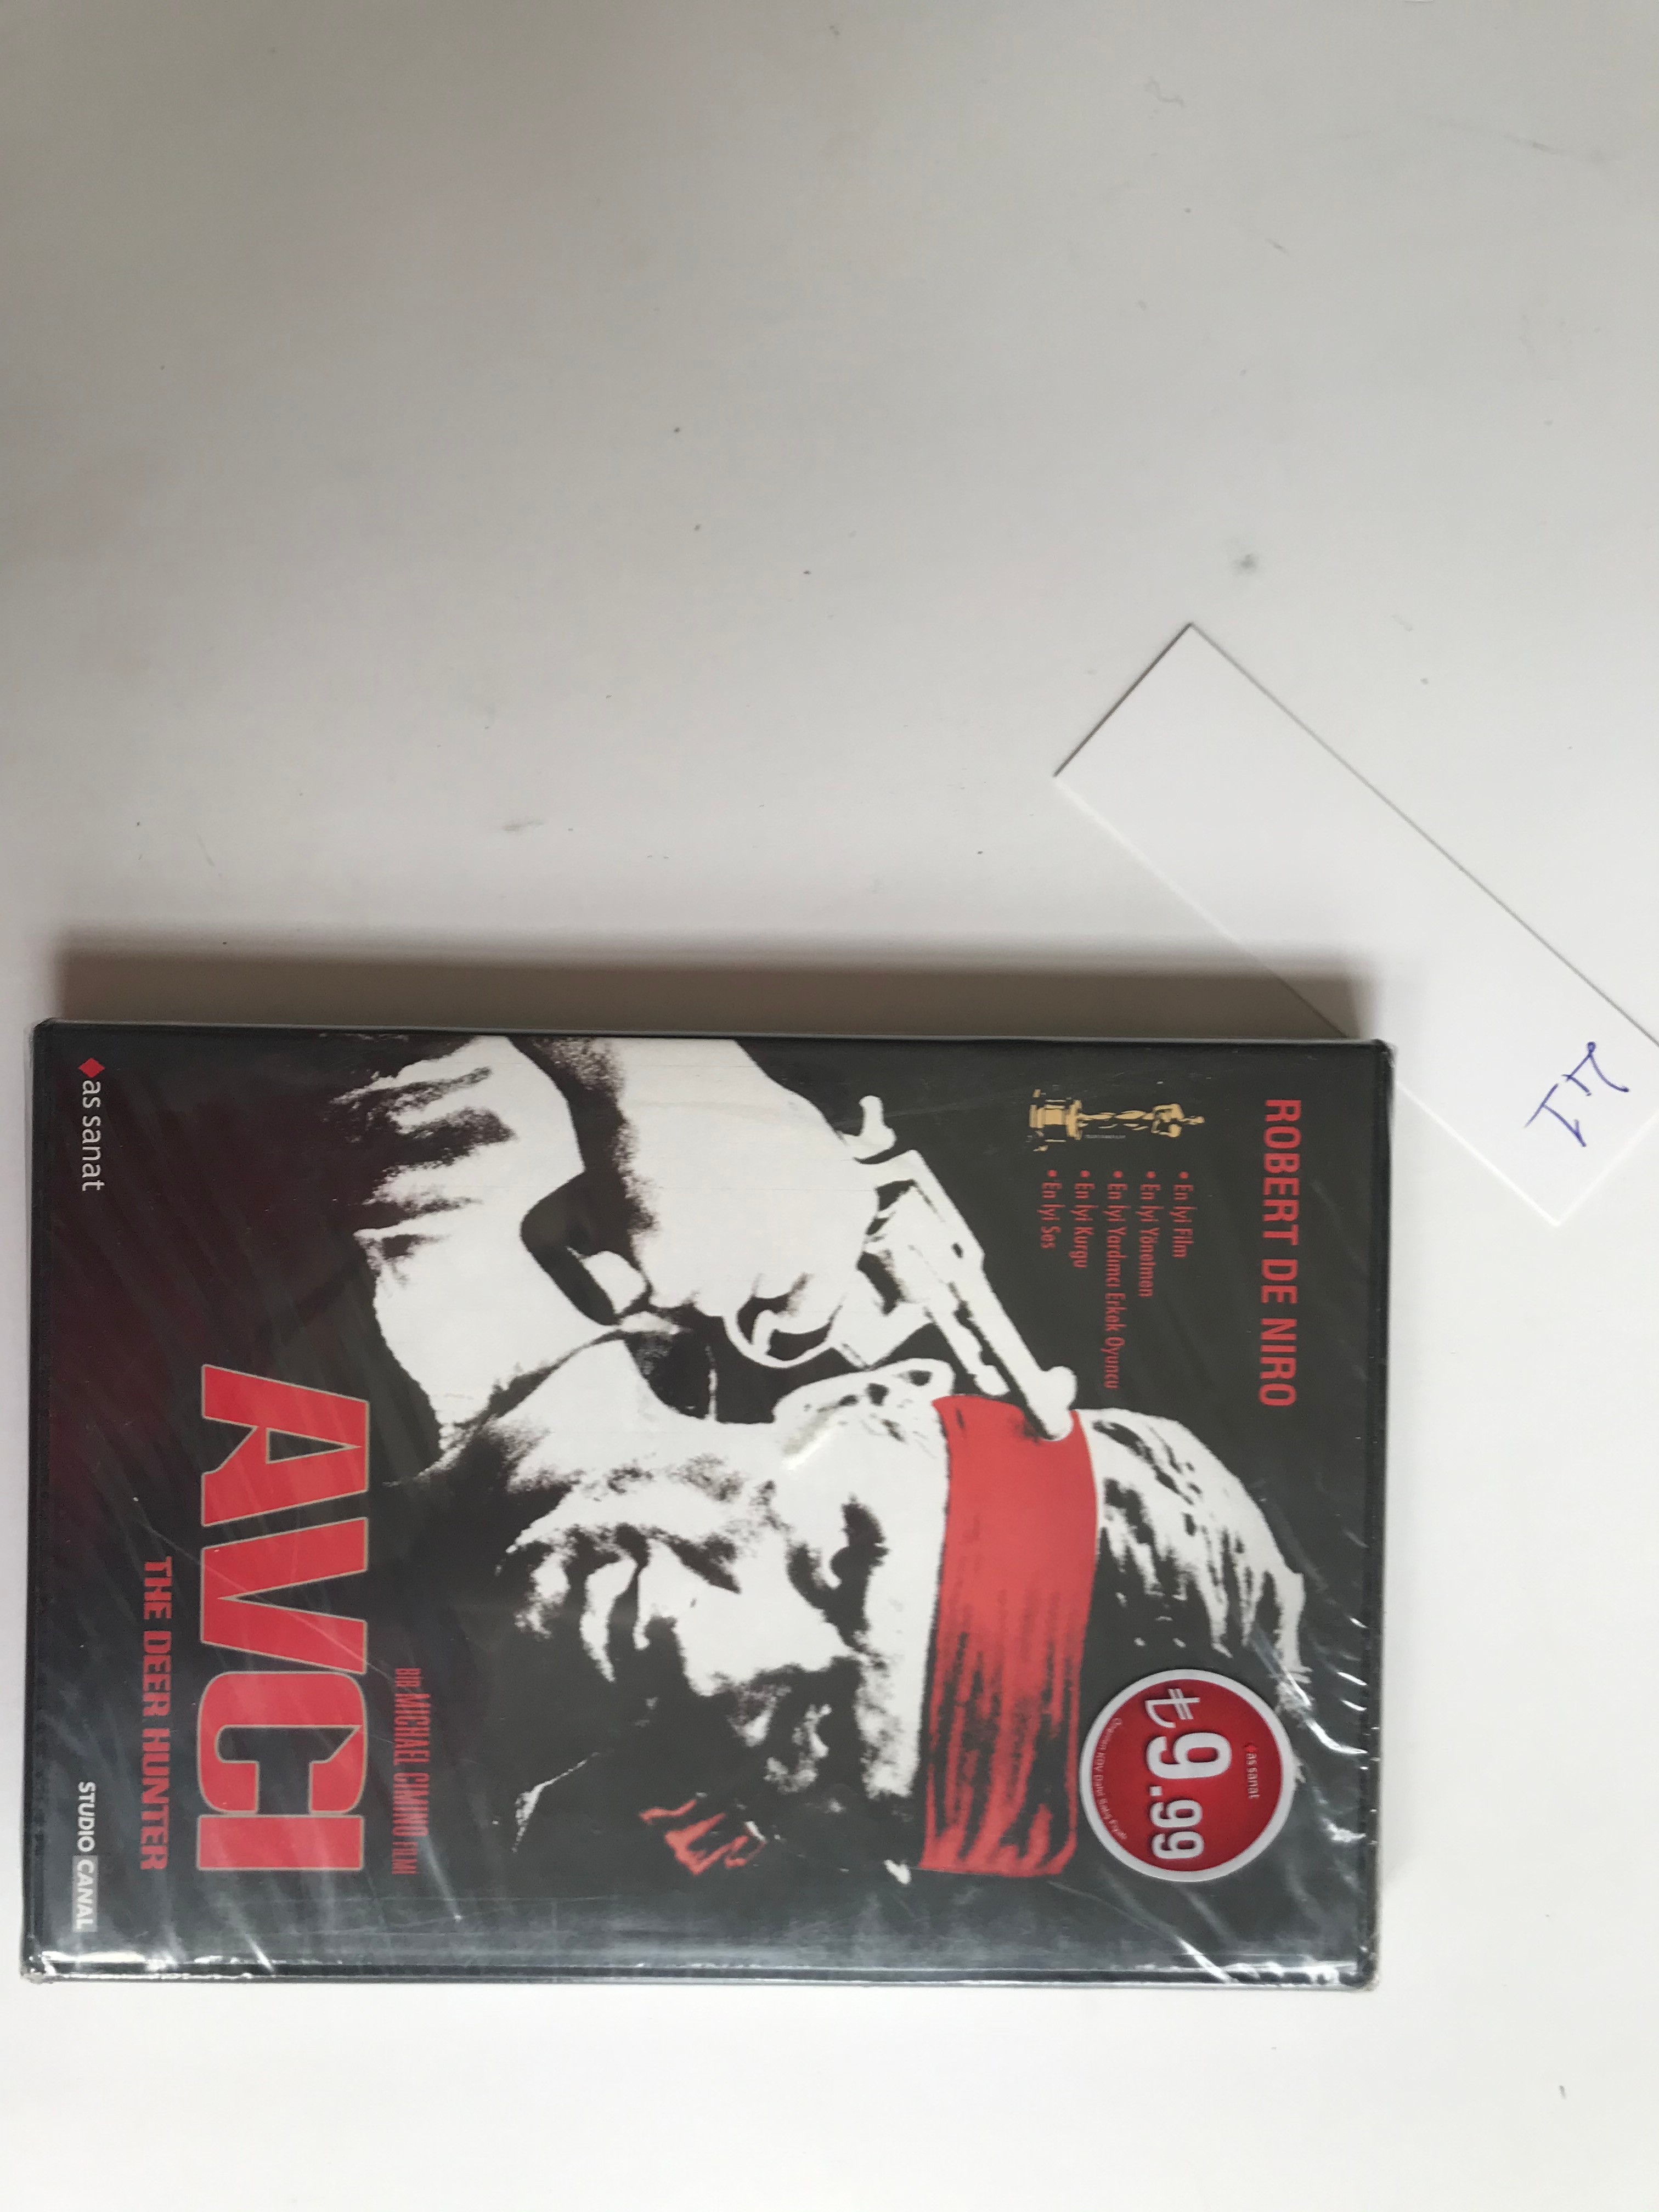 ROBERT DE NIRO
• En İyi Film
• En İyi Yönetmen
• En İyi Yardımcı Erkek Oyuncu
• En İyi Kurgu
• En İyi Ses
as sanat
₺9.99
BİR MICHAEL CIMINO FİLMİ
AVCI
THE DEER HUNTER
as sanat
STUDIO CANAL